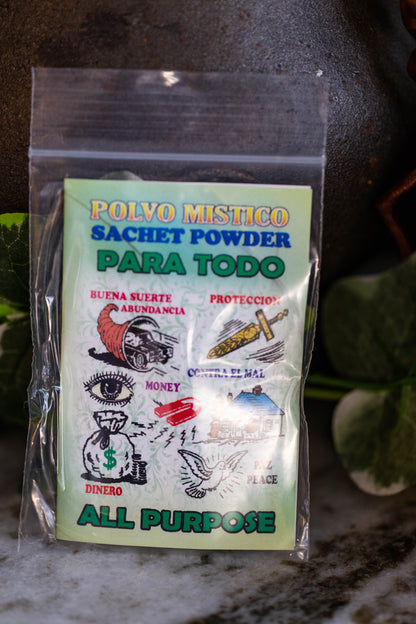 POLVO MISTICO
SACHET POWDER
PARA TODO
BUENA SUERTE
ABUNDANCIA
PROTECCION
CONTRA EL MAL
MONEY
$
DINERO
PAZ
PEACE
ALL PURPOSE